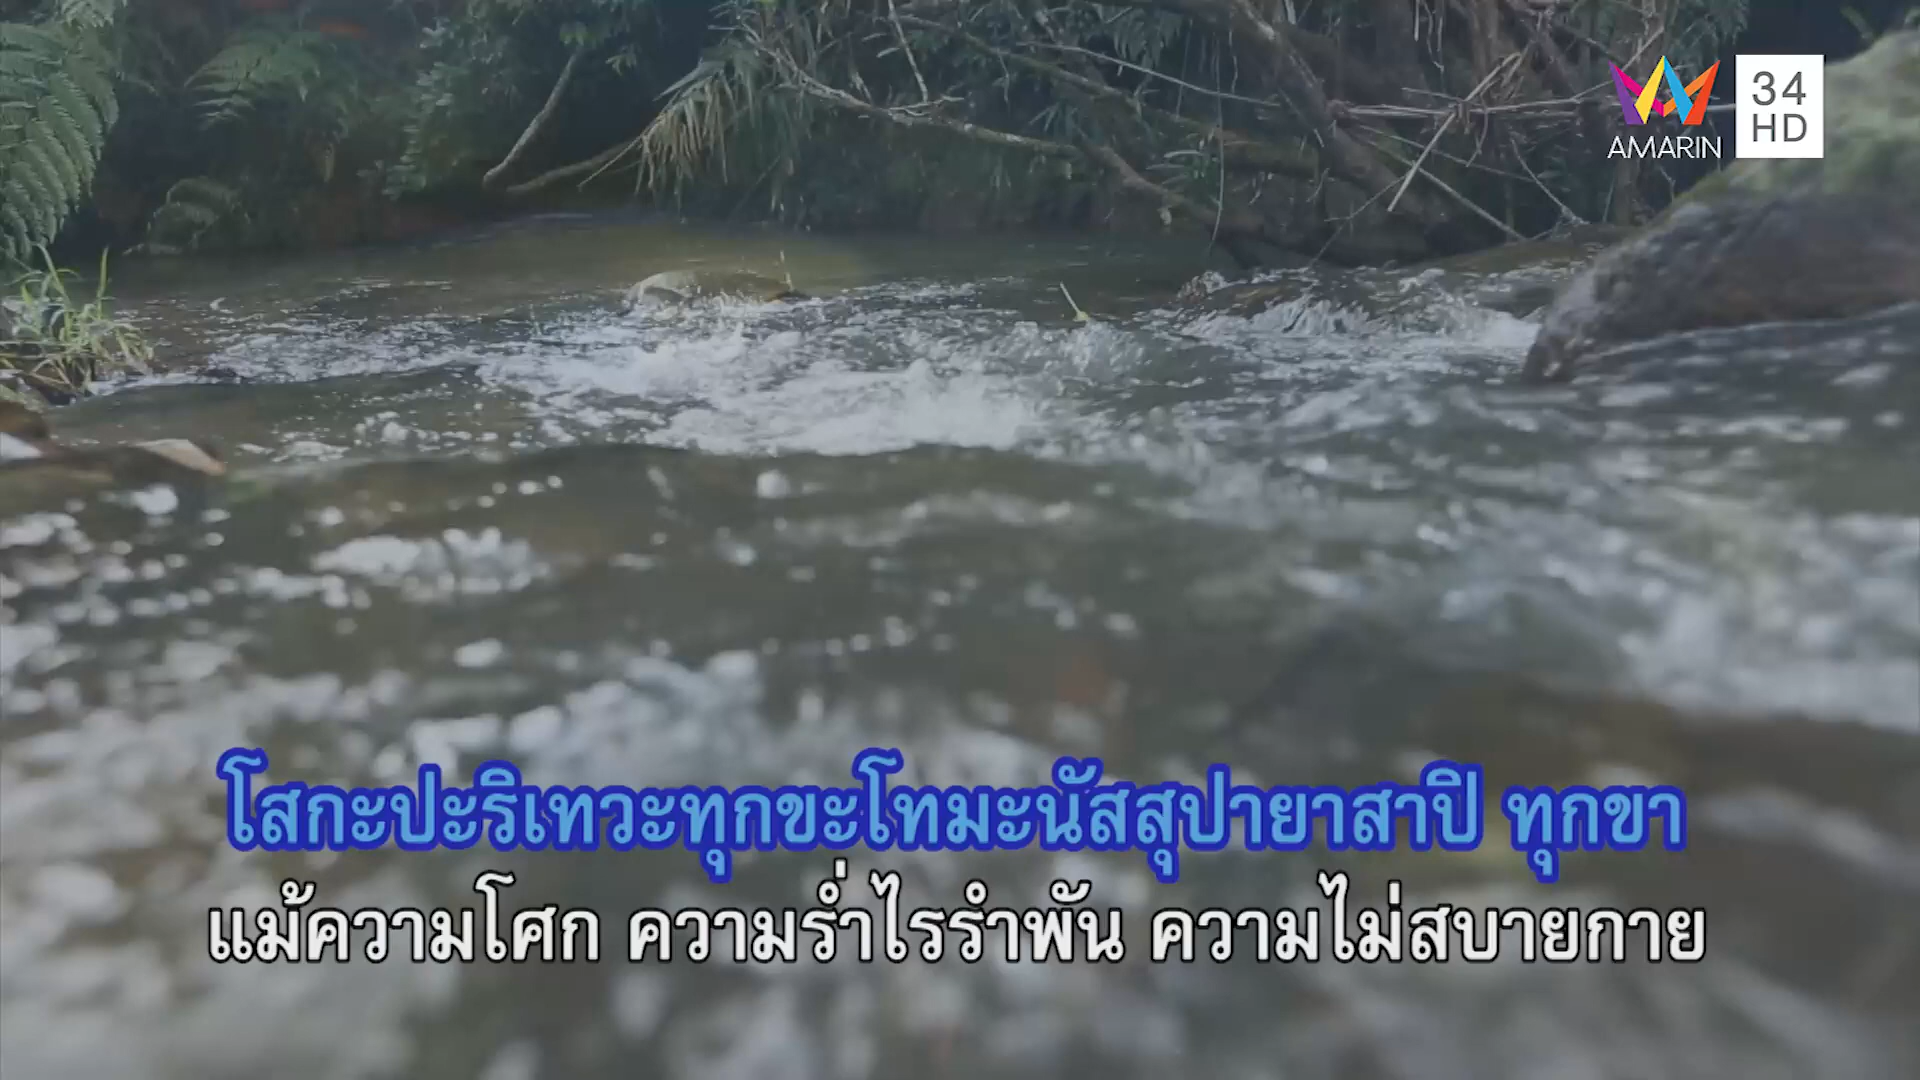 AMARIN
34
HD
โสกะปะริเทวะทุกขะโทมะนัสสุปายาสาปิ ทุกขา
แม้ความโศก ความร่ำไรรำพัน ความไม่สบายกาย